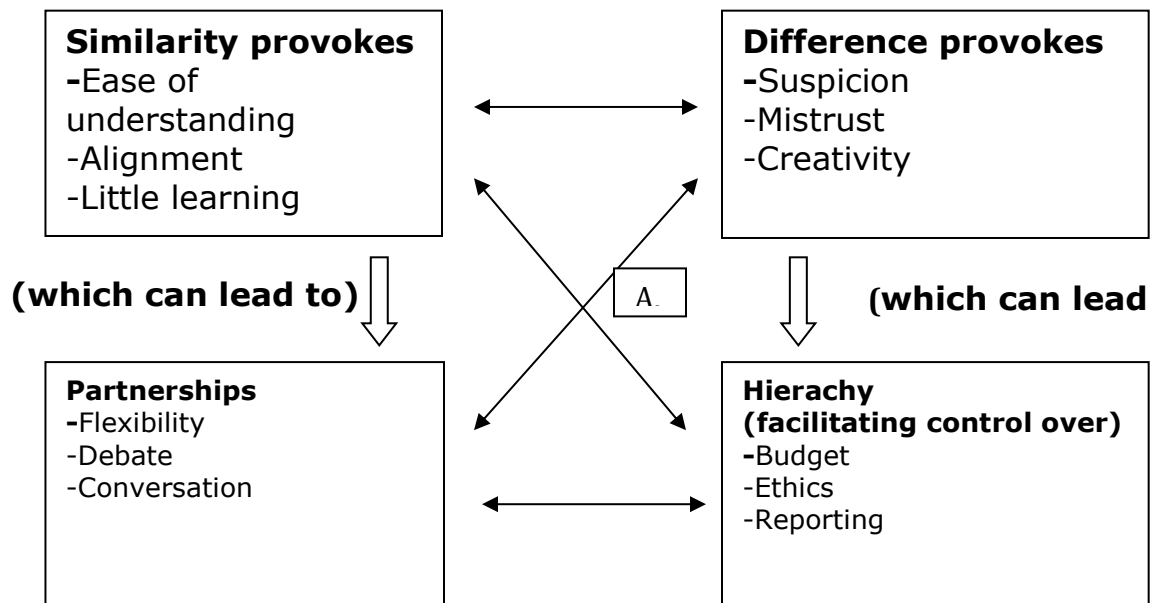 Similarity provokes
-Ease of
understanding
-Alignment
-Little learning
Difference provokes
-Suspicion
-Mistrust
-Creativity
A.
(which can lead to)
(which can lead
Partnerships
-Flexibility
-Debate
-Conversation
Hierachy
(facilitating control over)
-Budget
-Ethics
-Reporting